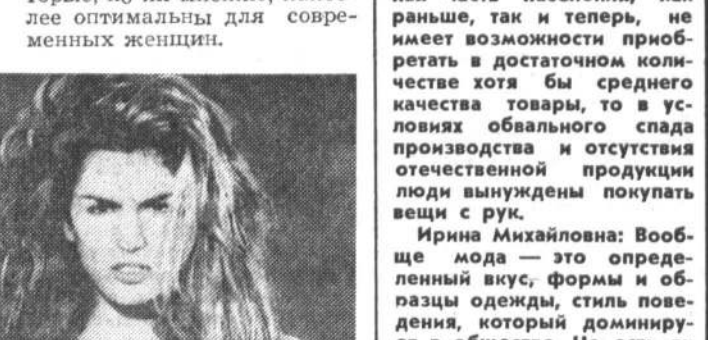 лее оптимальны для совре-
менных женщин.
раньше, так и теперь, не
имеет возможности приоб-
ретать в достаточном коли-
честве хотя бы среднего
качества товары, то в ус-
ловиях обвального спада
производства и отсутствия
отечественной продукции
люди вынуждены покупать
вещи с рук.
Ирина Михайловна: Вооб-
ще мода — это опреде-
ленный вкус, формы и об-
разцы одежды, стиль пове-
дения, который доминиру-